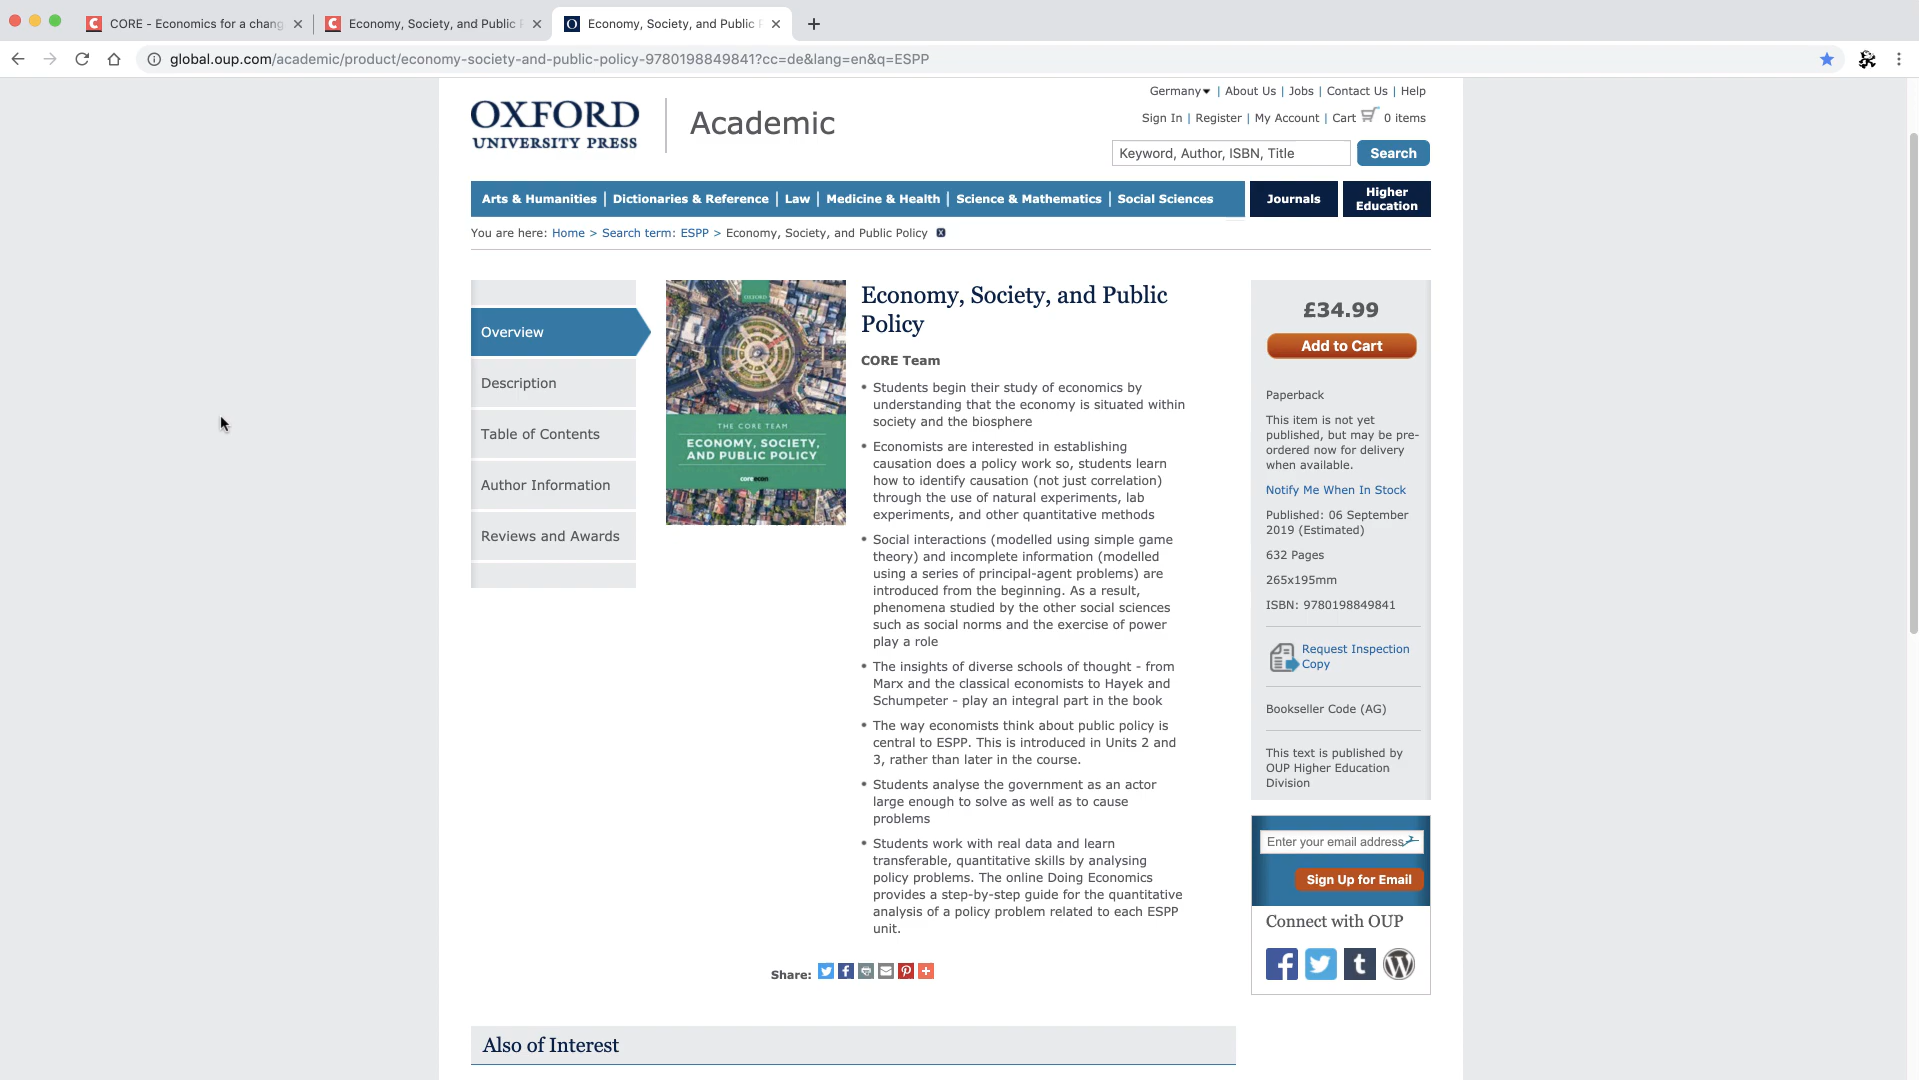 CORE - Economics for a chang
Economy, Society, and Public P
Economy, Society, and Public P
global.oup.com/academic/product/economy-society-and-public-policy-9780198849841?cc=de&lang=en&q=ESPP
Germany | About Us | Jobs | Contact Us | Help
OXFORD
UNIVERSITY PRESS
Academic
Sign In | Register | My Account | Cart 0 items
Keyword, Author, ISBN, Title
Search
Arts & Humanities | Dictionaries & Reference | Law | Medicine & Health | Science & Mathematics | Social Sciences
Journals
Higher
Education
You are here: Home > Search term: ESPP > Economy, Society, and Public Policy
Overview
Description
Table of Contents
Author Information
Reviews and Awards
OXFORD
THE CORE TEAM
ECONOMY, SOCIETY,
AND PUBLIC POLICY
coreecon
Economy, Society, and Public
Policy
CORE Team
• Students begin their study of economics by
understanding that the economy is situated within
society and the biosphere
• Economists are interested in establishing
causation does a policy work so, students learn
how to identify causation (not just correlation)
through the use of natural experiments, lab
experiments, and other quantitative methods
• Social interactions (modelled using simple game
theory) and incomplete information (modelled
using a series of principal-agent problems) are
introduced from the beginning. As a result,
phenomena studied by the other social sciences
such as social norms and the exercise of power
play a role
• The insights of diverse schools of thought - from
Marx and the classical economists to Hayek and
Schumpeter - play an integral part in the book
• The way economists think about public policy is
central to ESPP. This is introduced in Units 2 and
3, rather than later in the course.
• Students analyse the government as an actor
large enough to solve as well as to cause
problems
• Students work with real data and learn
transferable, quantitative skills by analysing
policy problems. The online Doing Economics
provides a step-by-step guide for the quantitative
analysis of a policy problem related to each ESPP
unit.
Share:
£34.99
Add to Cart
Paperback
This item is not yet
published, but may be pre-
ordered now for delivery
when available.
Notify Me When In Stock
Published: 06 September
2019 (Estimated)
632 Pages
265x195mm
ISBN: 9780198849841
Request Inspection
Copy
Bookseller Code (AG)
This text is published by
OUP Higher Education
Division
Enter your email address
Sign Up for Email
Connect with OUP
Also of Interest